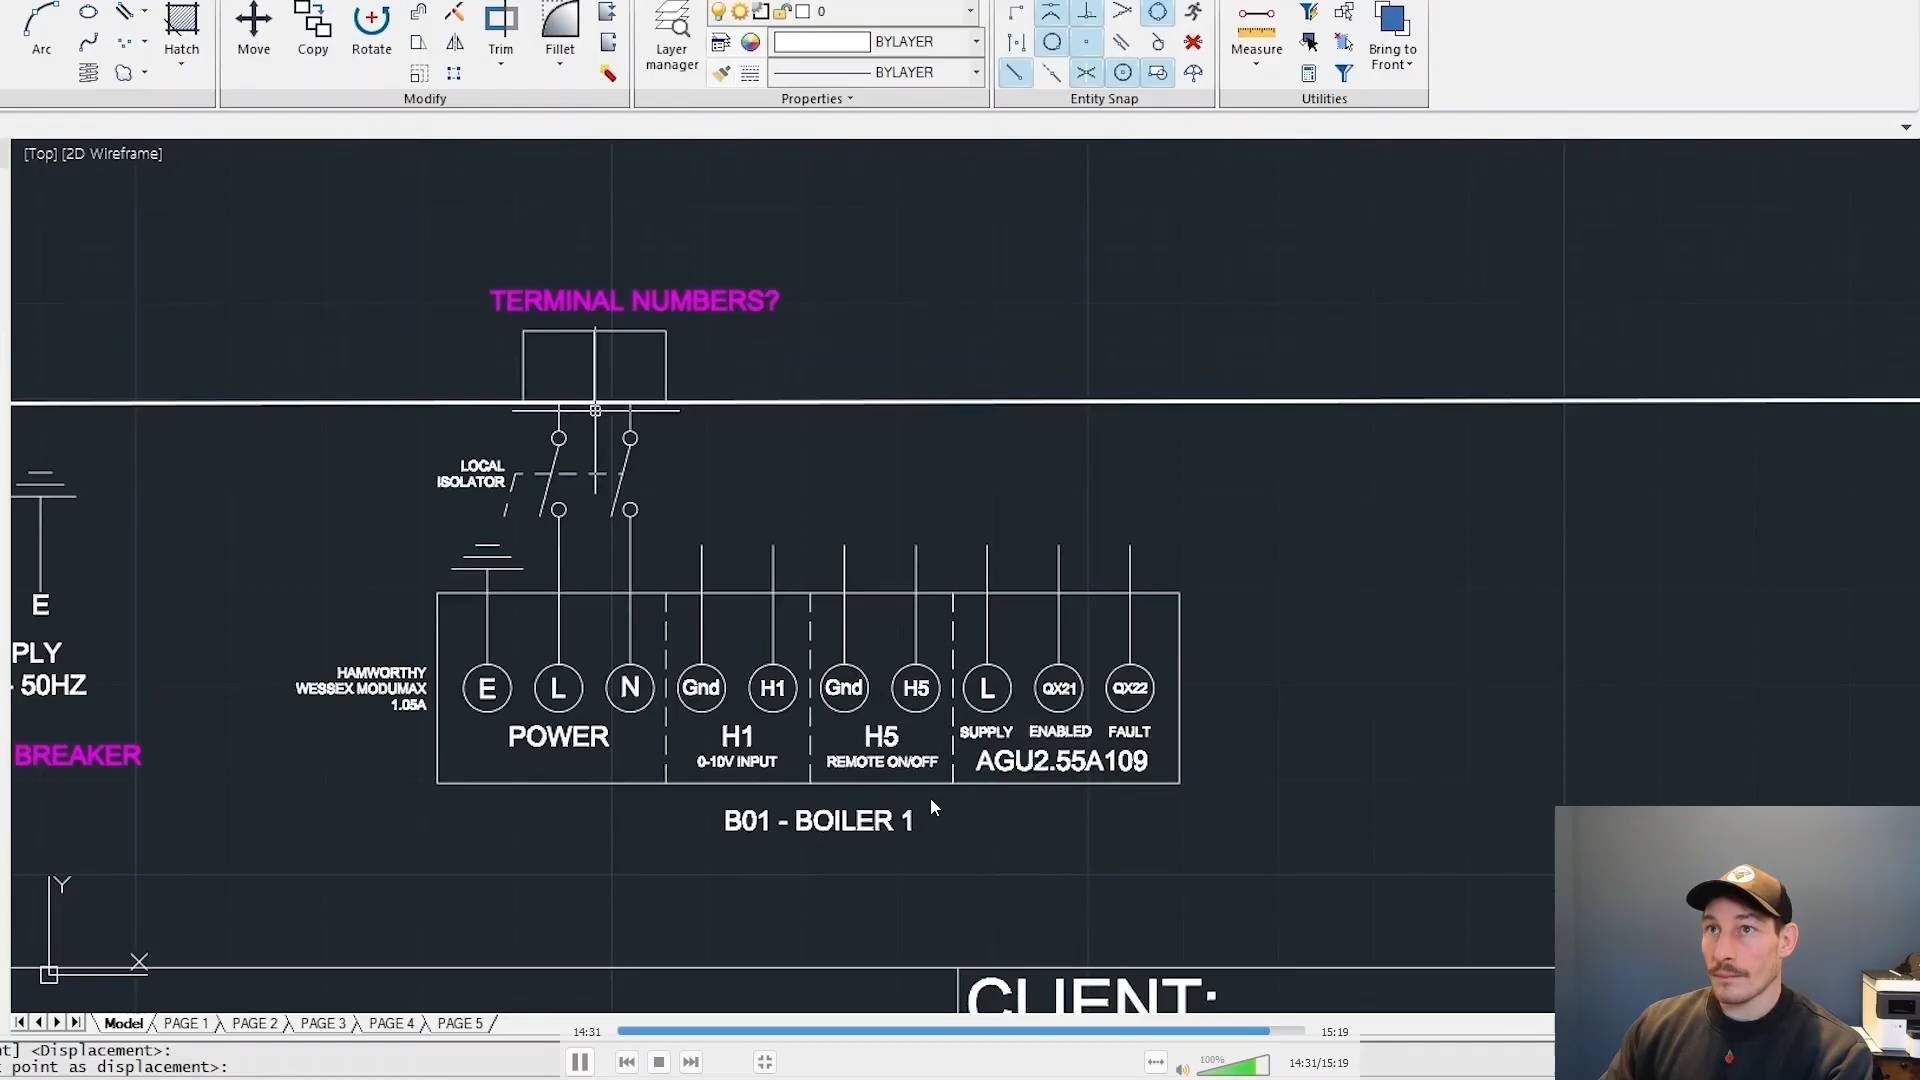 Arc
Hatch
Move
Copy
Rotate
Trim
Fillet
Layer
manager
0
BYLAYER
BYLAYER
Measure
Bring to
Front
Modify
Properties
Entity Snap
Utilities
[Top] [2D Wireframe]
TERMINAL NUMBERS?
LOCAL
ISOLATOR
E
PLY
- 50HZ
BREAKER
HAMWORTHY
WESSEX MODUMAX
1.05A
E
L
N
Gnd
H1
Gnd
H5
L
QX21
QX22
POWER
H1
0-10V INPUT
H5
REMOTE ON/OFF
SUPPLY
ENABLED
FAULT
AGU2.55A109
B01 - BOILER 1
Y
X
CLIENT:
Model
PAGE 1
PAGE 2
PAGE 3
PAGE 4
PAGE 5
14:31
15:19
nt] <Displacement>:
t point as displacement>:
100%
14:31/15:19